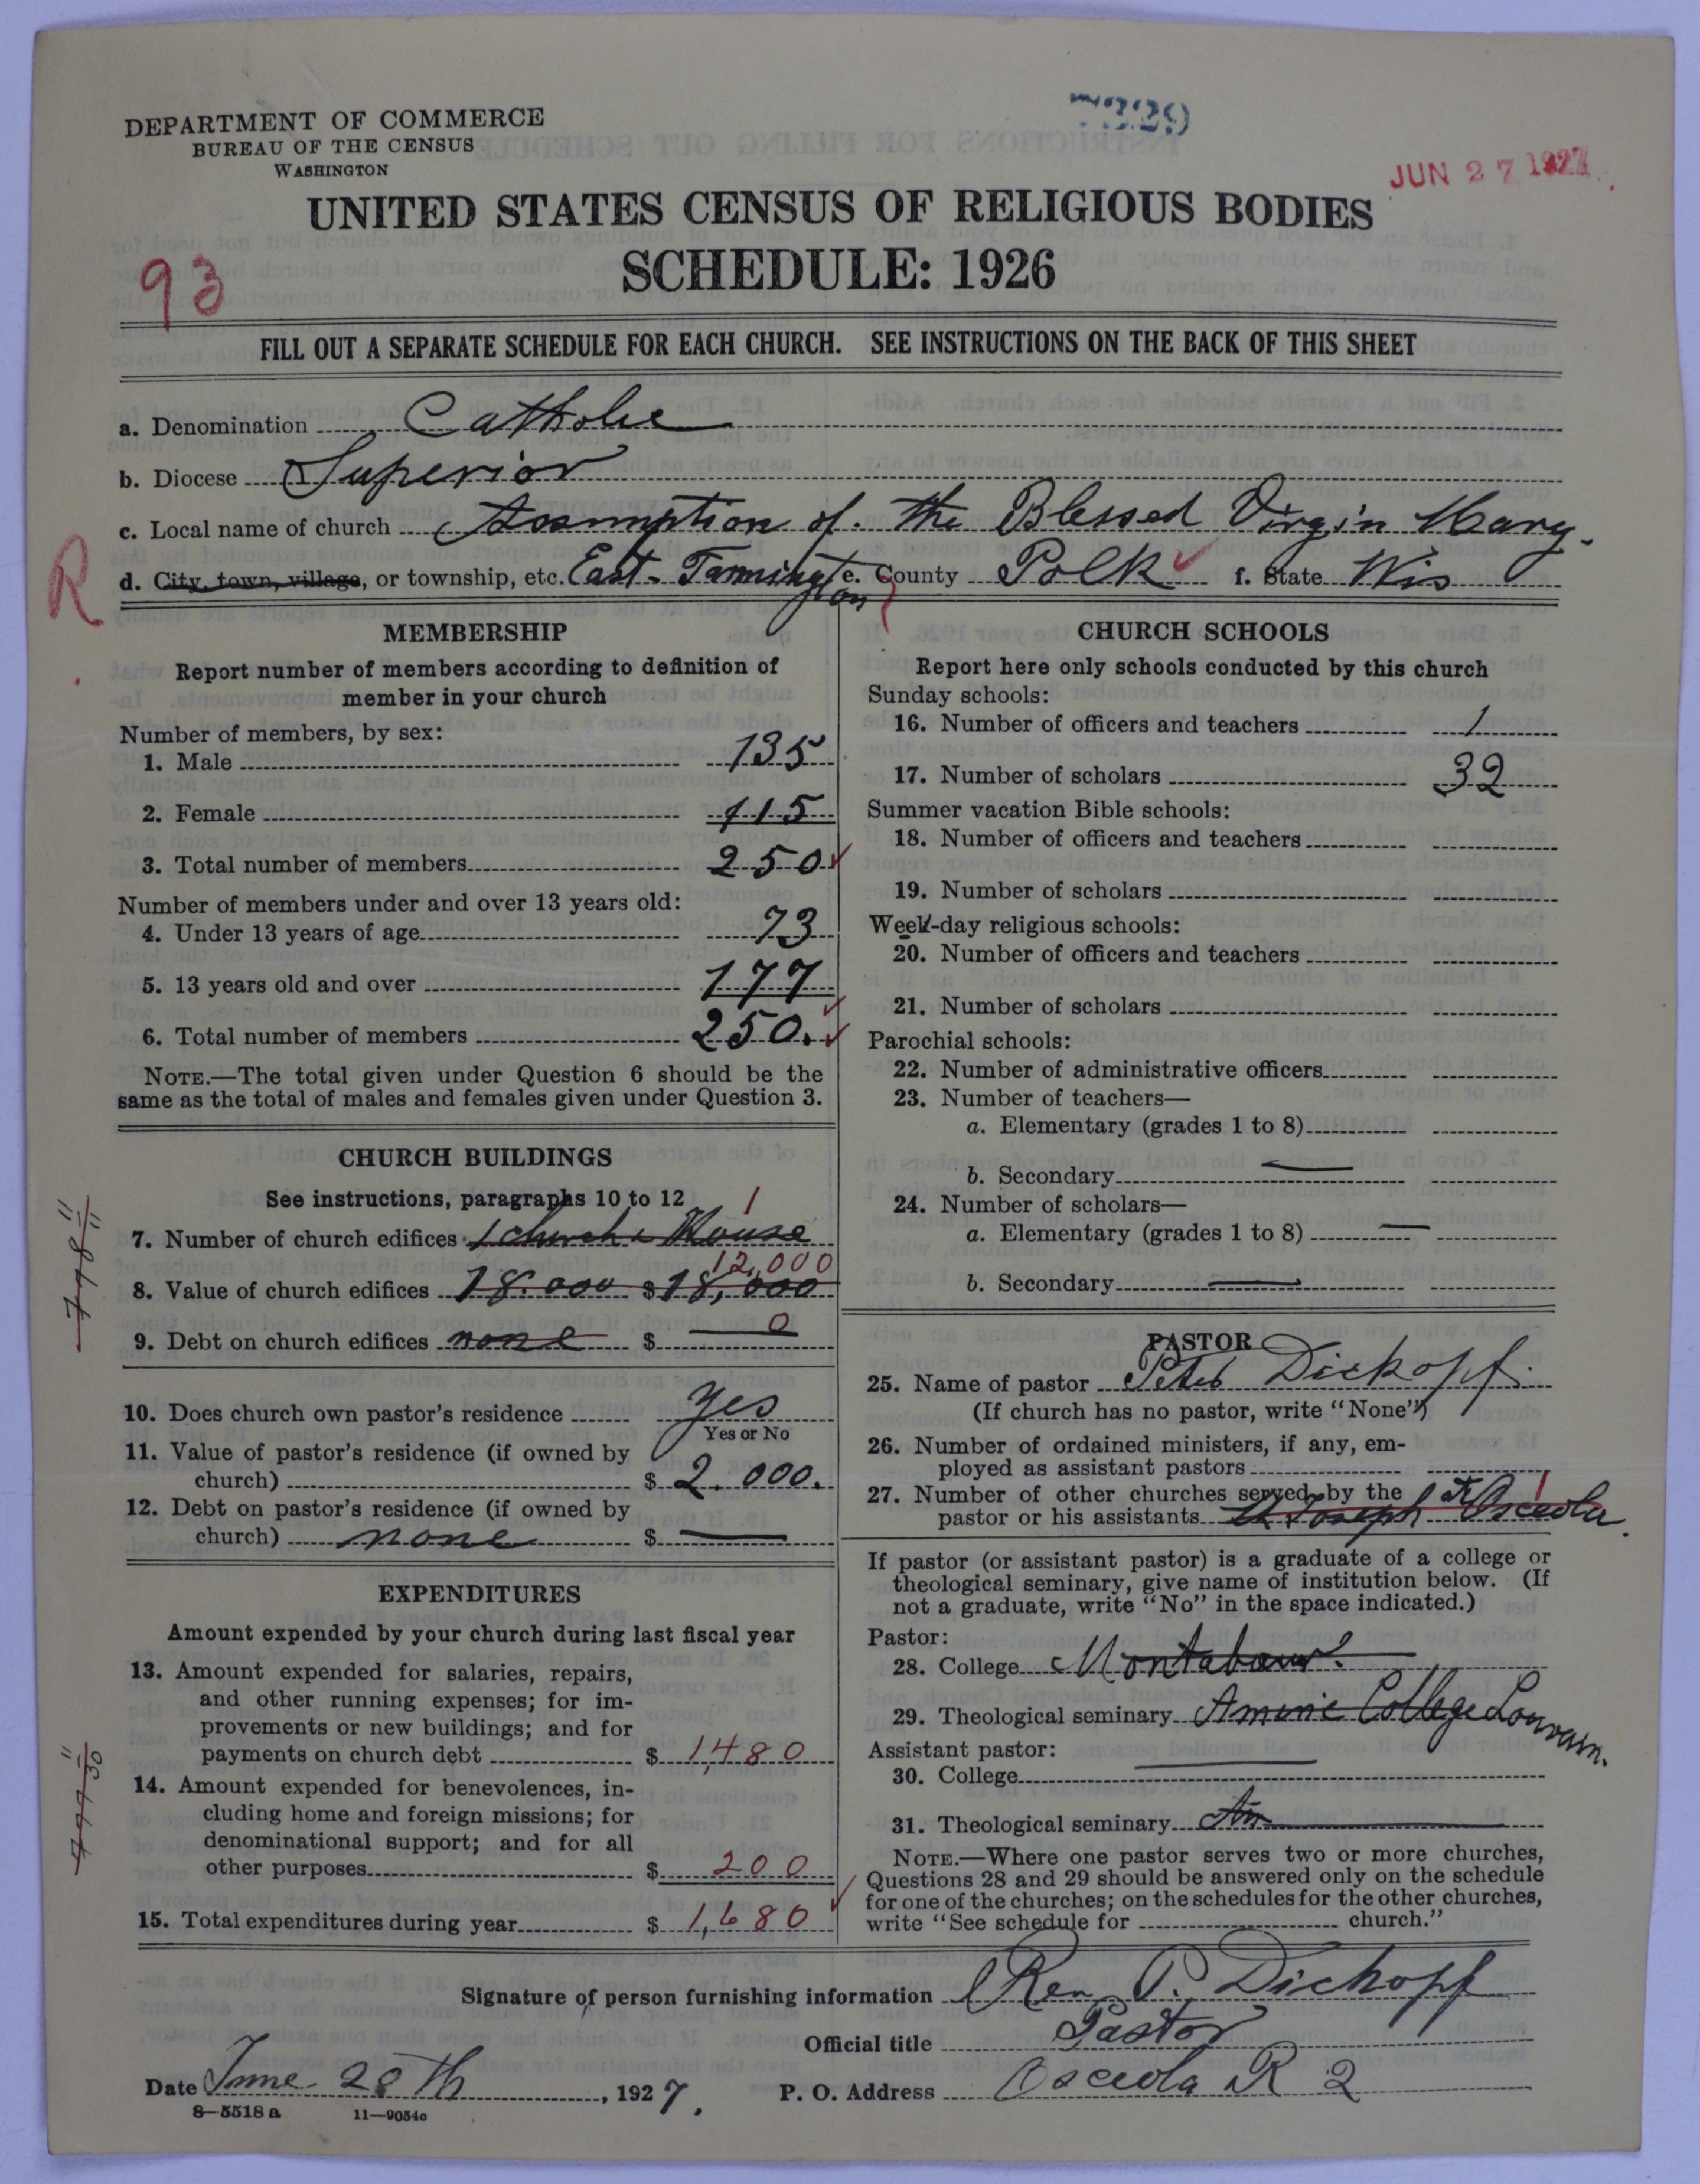 7329
JUN 27 1927
DEPARTMENT OF COMMERCE
BUREAU OF THE CENSUS
WASHINGTON
UNITED STATES CENSUS OF RELIGIOUS BODIES
SCHEDULE: 1926
93
FILL OUT A SEPARATE SCHEDULE FOR EACH CHURCH. SEE INSTRUCTIONS ON THE BACK OF THIS SHEET
a. Denomination Catholic
b. Diocese Superior
c. Local name of church Assumption of the Blessed Virgin Mary.
R
d. City, town, village, or township, etc. East Farmington e. County Polk f. State Wis
MEMBERSHIP
Report number of members according to definition of
member in your church
Number of members, by sex:
1. Male 135
2. Female 115
3. Total number of members 250
Number of members under and over 13 years old:
4. Under 13 years of age 73
5. 13 years old and over 177
6. Total number of members 250.
NOTE.—The total given under Question 6 should be the
same as the total of males and females given under Question 3.
CHURCH BUILDINGS
See instructions, paragraphs 10 to 12
1
7. Number of church edifices 1 church & House
12,000
8. Value of church edifices 18.000 $ 18,000
9. Debt on church edifices none $ 0
10. Does church own pastor's residence Yes
Yes or No
11. Value of pastor's residence (if owned by
church) $ 2.000.
12. Debt on pastor's residence (if owned by
church) none $
EXPENDITURES
Amount expended by your church during last fiscal year
13. Amount expended for salaries, repairs,
and other running expenses; for im-
provements or new buildings; and for
payments on church debt $ 1,480
14. Amount expended for benevolences, in-
cluding home and foreign missions; for
denominational support; and for all
other purposes $ 200
15. Total expenditures during year $ 1,680
CHURCH SCHOOLS
Report here only schools conducted by this church
Sunday schools:
16. Number of officers and teachers 1
17. Number of scholars 32
Summer vacation Bible schools:
18. Number of officers and teachers
19. Number of scholars
Week-day religious schools:
20. Number of officers and teachers
21. Number of scholars
Parochial schools:
22. Number of administrative officers
23. Number of teachers—
a. Elementary (grades 1 to 8)
b. Secondary
24. Number of scholars—
a. Elementary (grades 1 to 8)
b. Secondary
PASTOR
25. Name of pastor Peter Dickopf.
(If church has no pastor, write "None")
26. Number of ordained ministers, if any, em-
ployed as assistant pastors
27. Number of other churches served by the 1
pastor or his assistants St Joseph Osceola.
If pastor (or assistant pastor) is a graduate of a college or
theological seminary, give name of institution below. (If
not a graduate, write "No" in the space indicated.)
Pastor:
28. College Montabaur.
29. Theological seminary College Louvain.
Assistant pastor:
30. College
31. Theological seminary Am
NOTE.—Where one pastor serves two or more churches,
Questions 28 and 29 should be answered only on the schedule
for one of the churches; on the schedules for the other churches,
write "See schedule for church."
Signature of person furnishing information Rev. P. Dickopf
Official title Pastor
Date June 25th, 1927. P. O. Address Osceola R 2
8-5518a 11-9054c